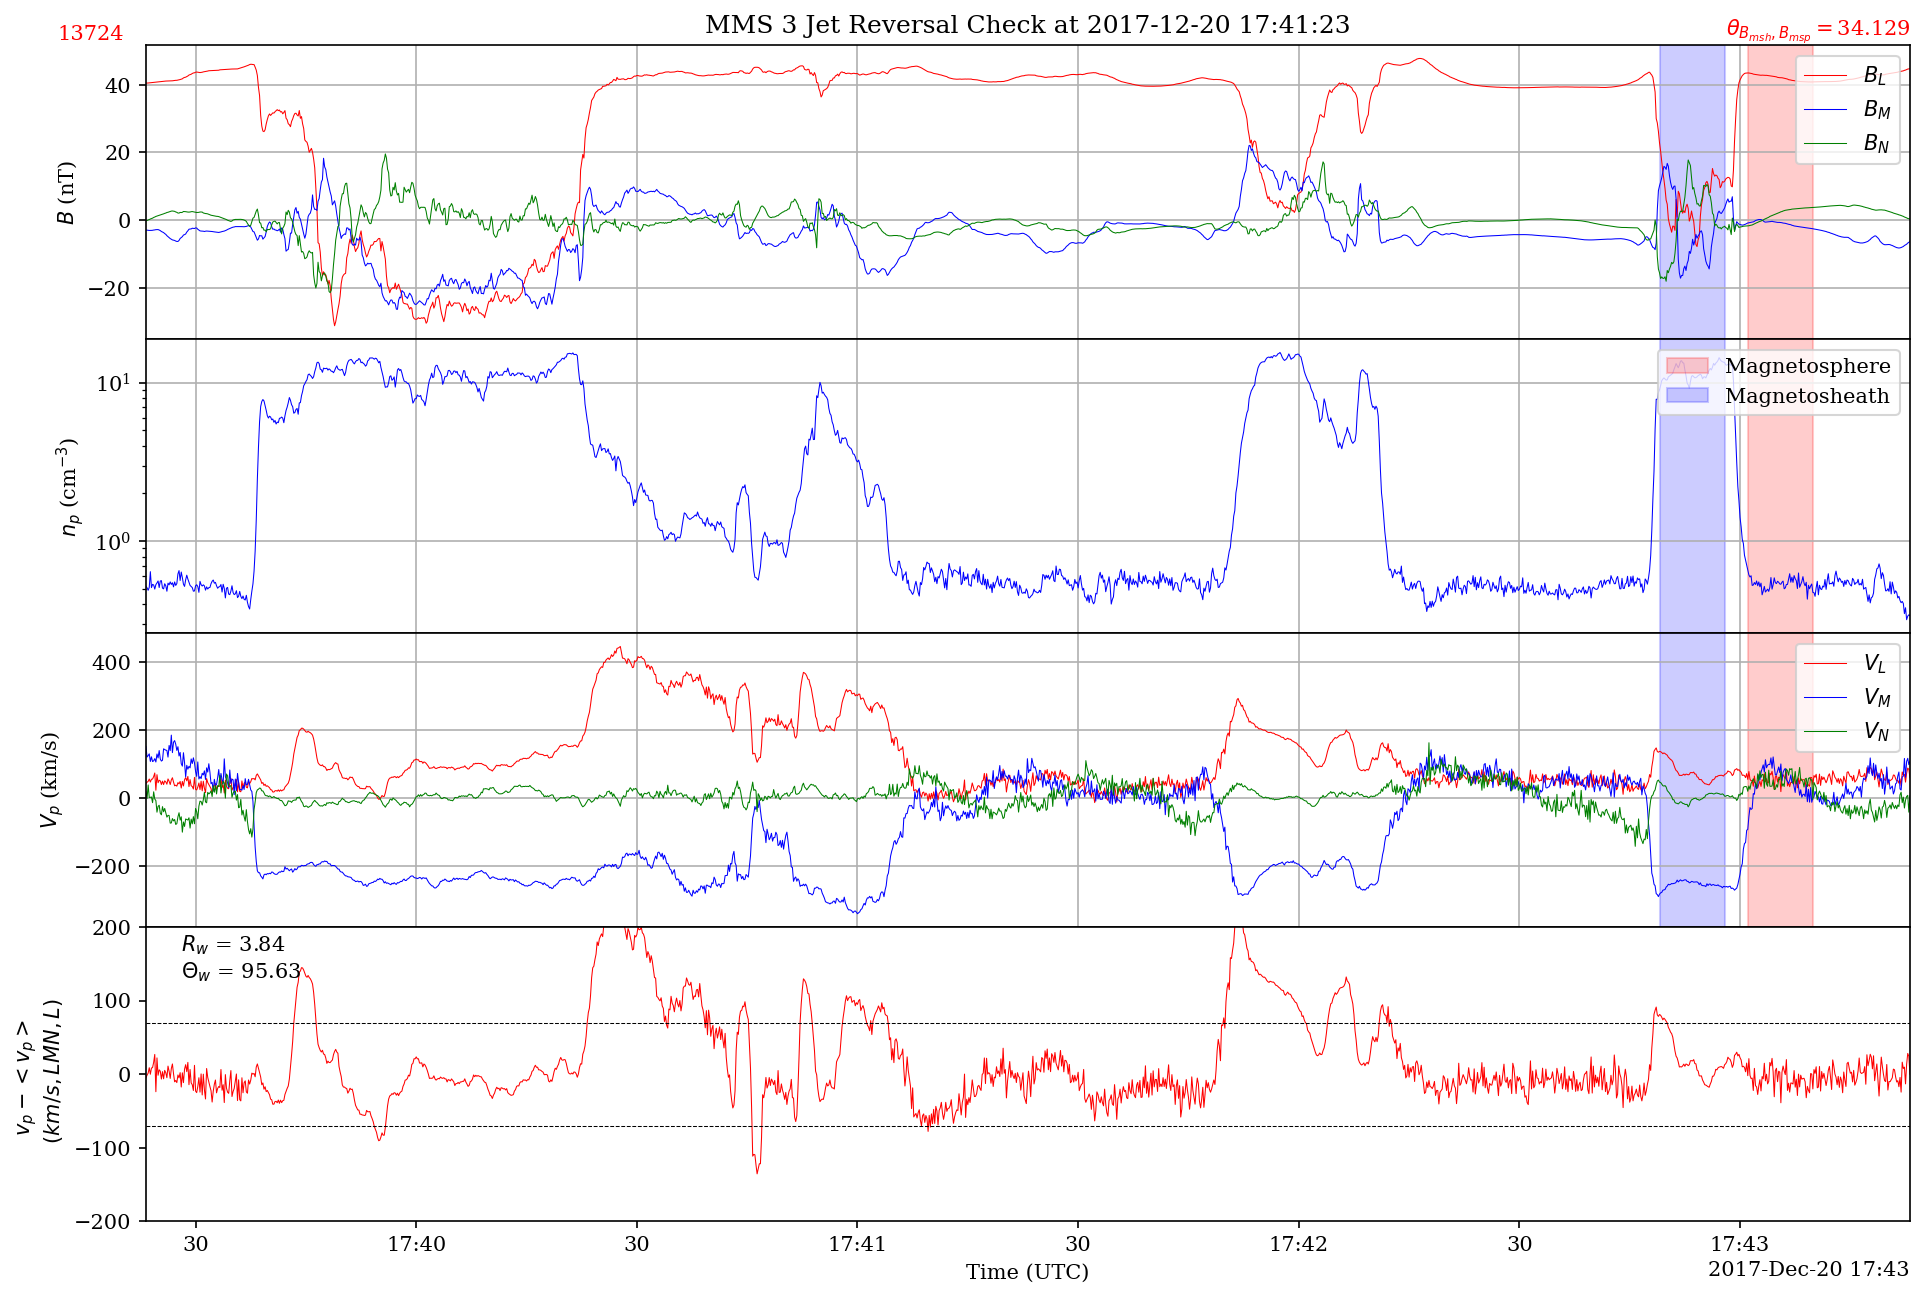 13724
MMS 3 Jet Reversal Check at 2017-12-20 17:41:23
θ_{B_{msh}, B_{msp}} = 34.129
B (nT)
40
20
0
−20
B_L
B_M
B_N
n_p (cm^{−3})
10^1
10^0
Magnetosphere
Magnetosheath
V_p (km/s)
400
200
0
−200
V_L
V_M
V_N
v_p − < v_p >
(km/s, LMN, L)
200
100
0
−100
−200
R_w = 3.84
Θ_w = 95.63
30
17:40
30
17:41
30
17:42
30
17:43
Time (UTC)
2017-Dec-20 17:43